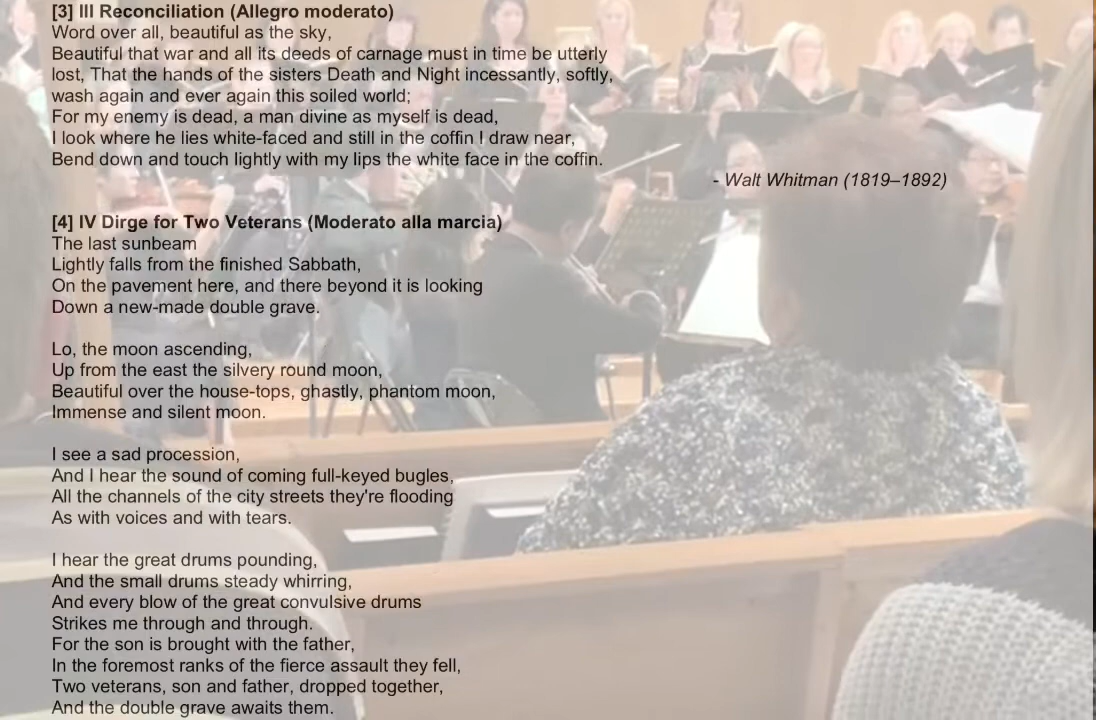 [3] III Reconciliation (Allegro moderato)
Word over all, beautiful as the sky,
Beautiful that war and all its deeds of carnage must in time be utterly
lost, That the hands of the sisters Death and Night incessantly, softly,
wash again and ever again this soiled world;
For my enemy is dead, a man divine as myself is dead,
I look where he lies white-faced and still in the coffin I draw near,
Bend down and touch lightly with my lips the white face in the coffin.
- Walt Whitman (1819–1892)
[4] IV Dirge for Two Veterans (Moderato alla marcia)
The last sunbeam
Lightly falls from the finished Sabbath,
On the pavement here, and there beyond it is looking
Down a new-made double grave.
Lo, the moon ascending,
Up from the east the silvery round moon,
Beautiful over the house-tops, ghastly, phantom moon,
Immense and silent moon.
I see a sad procession,
And I hear the sound of coming full-keyed bugles,
All the channels of the city streets they're flooding
As with voices and with tears.
I hear the great drums pounding,
And the small drums steady whirring,
And every blow of the great convulsive drums
Strikes me through and through.
For the son is brought with the father,
In the foremost ranks of the fierce assault they fell,
Two veterans, son and father, dropped together,
And the double grave awaits them.